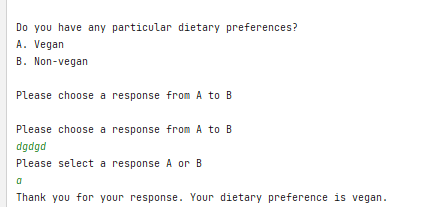 Do you have any particular dietary preferences?
A. Vegan
B. Non-vegan
Please choose a response from A to B
Please choose a response from A to B
dgdgd
Please select a response A or B
a
Thank you for your response. Your dietary preference is vegan.